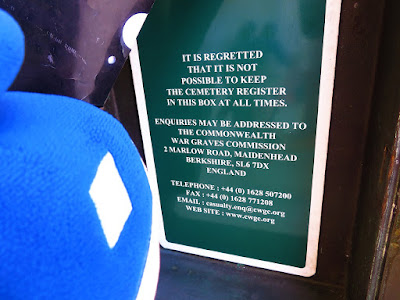 IT IS REGRETTED
THAT IT IS NOT
POSSIBLE TO KEEP
THE CEMETERY REGISTER
IN THIS BOX AT ALL TIMES.
ENQUIRIES MAY BE ADDRESSED TO
THE COMMONWEALTH
WAR GRAVES COMMISSION
2 MARLOW ROAD, MAIDENHEAD
BERKSHIRE, SL6 7DX
ENGLAND
TELEPHONE : +44 (0) 1628 507200
FAX : +44 (0) 1628 771208
EMAIL : casualty.enq@cwgc.org
WEB SITE : www.cwgc.org